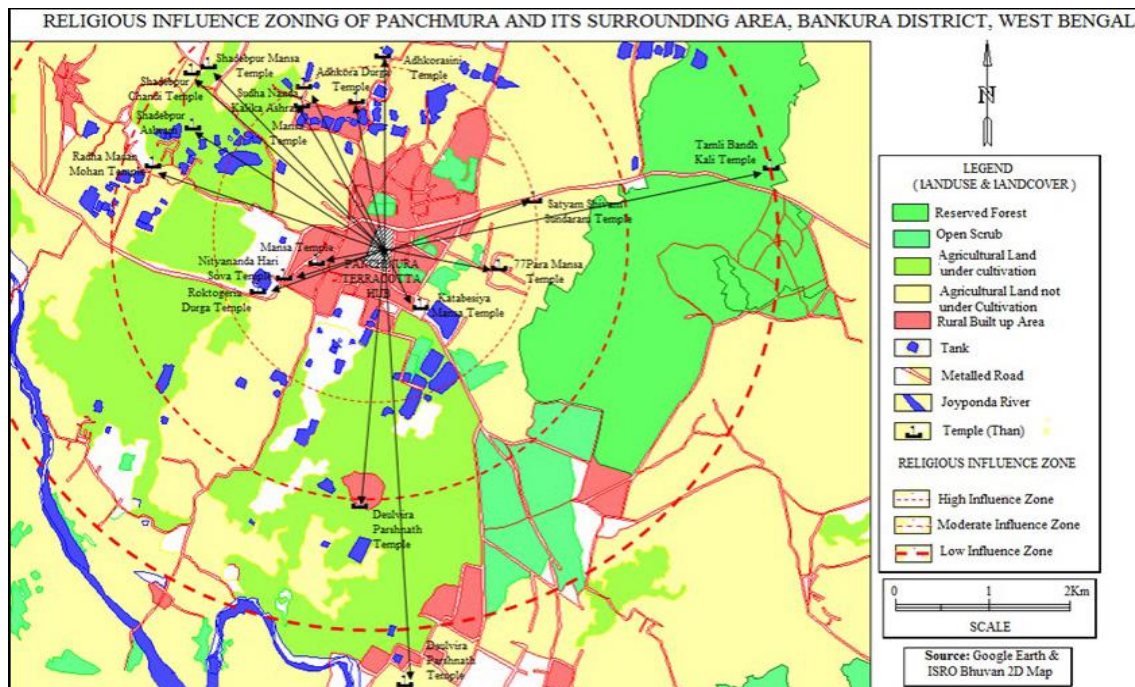 RELIGIOUS INFLUENCE ZONING OF PANCHMURA AND ITS SURROUNDING AREA, BANKURA DISTRICT, WEST BENGAL
Shadebpur Mansa
Temple
Shadebpur
Chandi Temple
Shadebpur
Ashram
Radha Madan
Mohan Temple
Sudha Nanda
Kalika Ashram
Mansa
Temple
Adhkora Durga
Temple
Adhkorasini
Temple
Tamli Bandh
Kali Temple
Satyam Shivam
Sundaram Temple
Mansa Temple
Nityananda Hari
Sova Temple
Roktogeria
Durga Temple
PANCHMURA
TERRACOTTA
HUB
77Para Mansa
Temple
Katabesiya
Mansa Temple
Deulvira
Parshnath
Temple
Deulvira
Parshnath
Temple
N
LEGEND
( LANDUSE & LANDCOVER )
Reserved Forest
Open Scrub
Agricultural Land
under cultivation
Agricultural Land not
under Cultivation
Rural Built up Area
Tank
Metalled Road
Joyponda River
Temple (Than)
RELIGIOUS INFLUENCE ZONE
High Influence Zone
Moderate Influence Zone
Low Influence Zone
0 1 2Km
SCALE
Source: Google Earth &
ISRO Bhuvan 2D Map